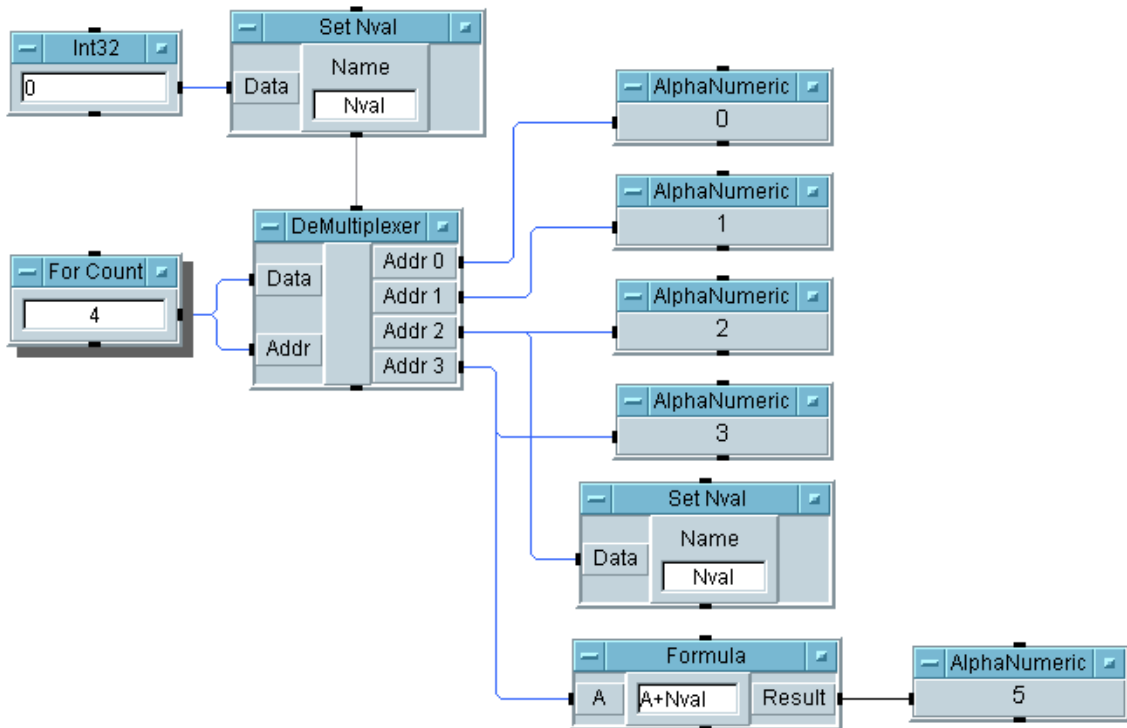 Int32
0
Set Nval
Name
Data
Nval
AlphaNumeric
0
AlphaNumeric
1
For Count
4
DeMultiplexer
Data
Addr
Addr 0
Addr 1
Addr 2
Addr 3
AlphaNumeric
2
AlphaNumeric
3
Set Nval
Name
Data
Nval
Formula
A
A+Nval
Result
AlphaNumeric
5